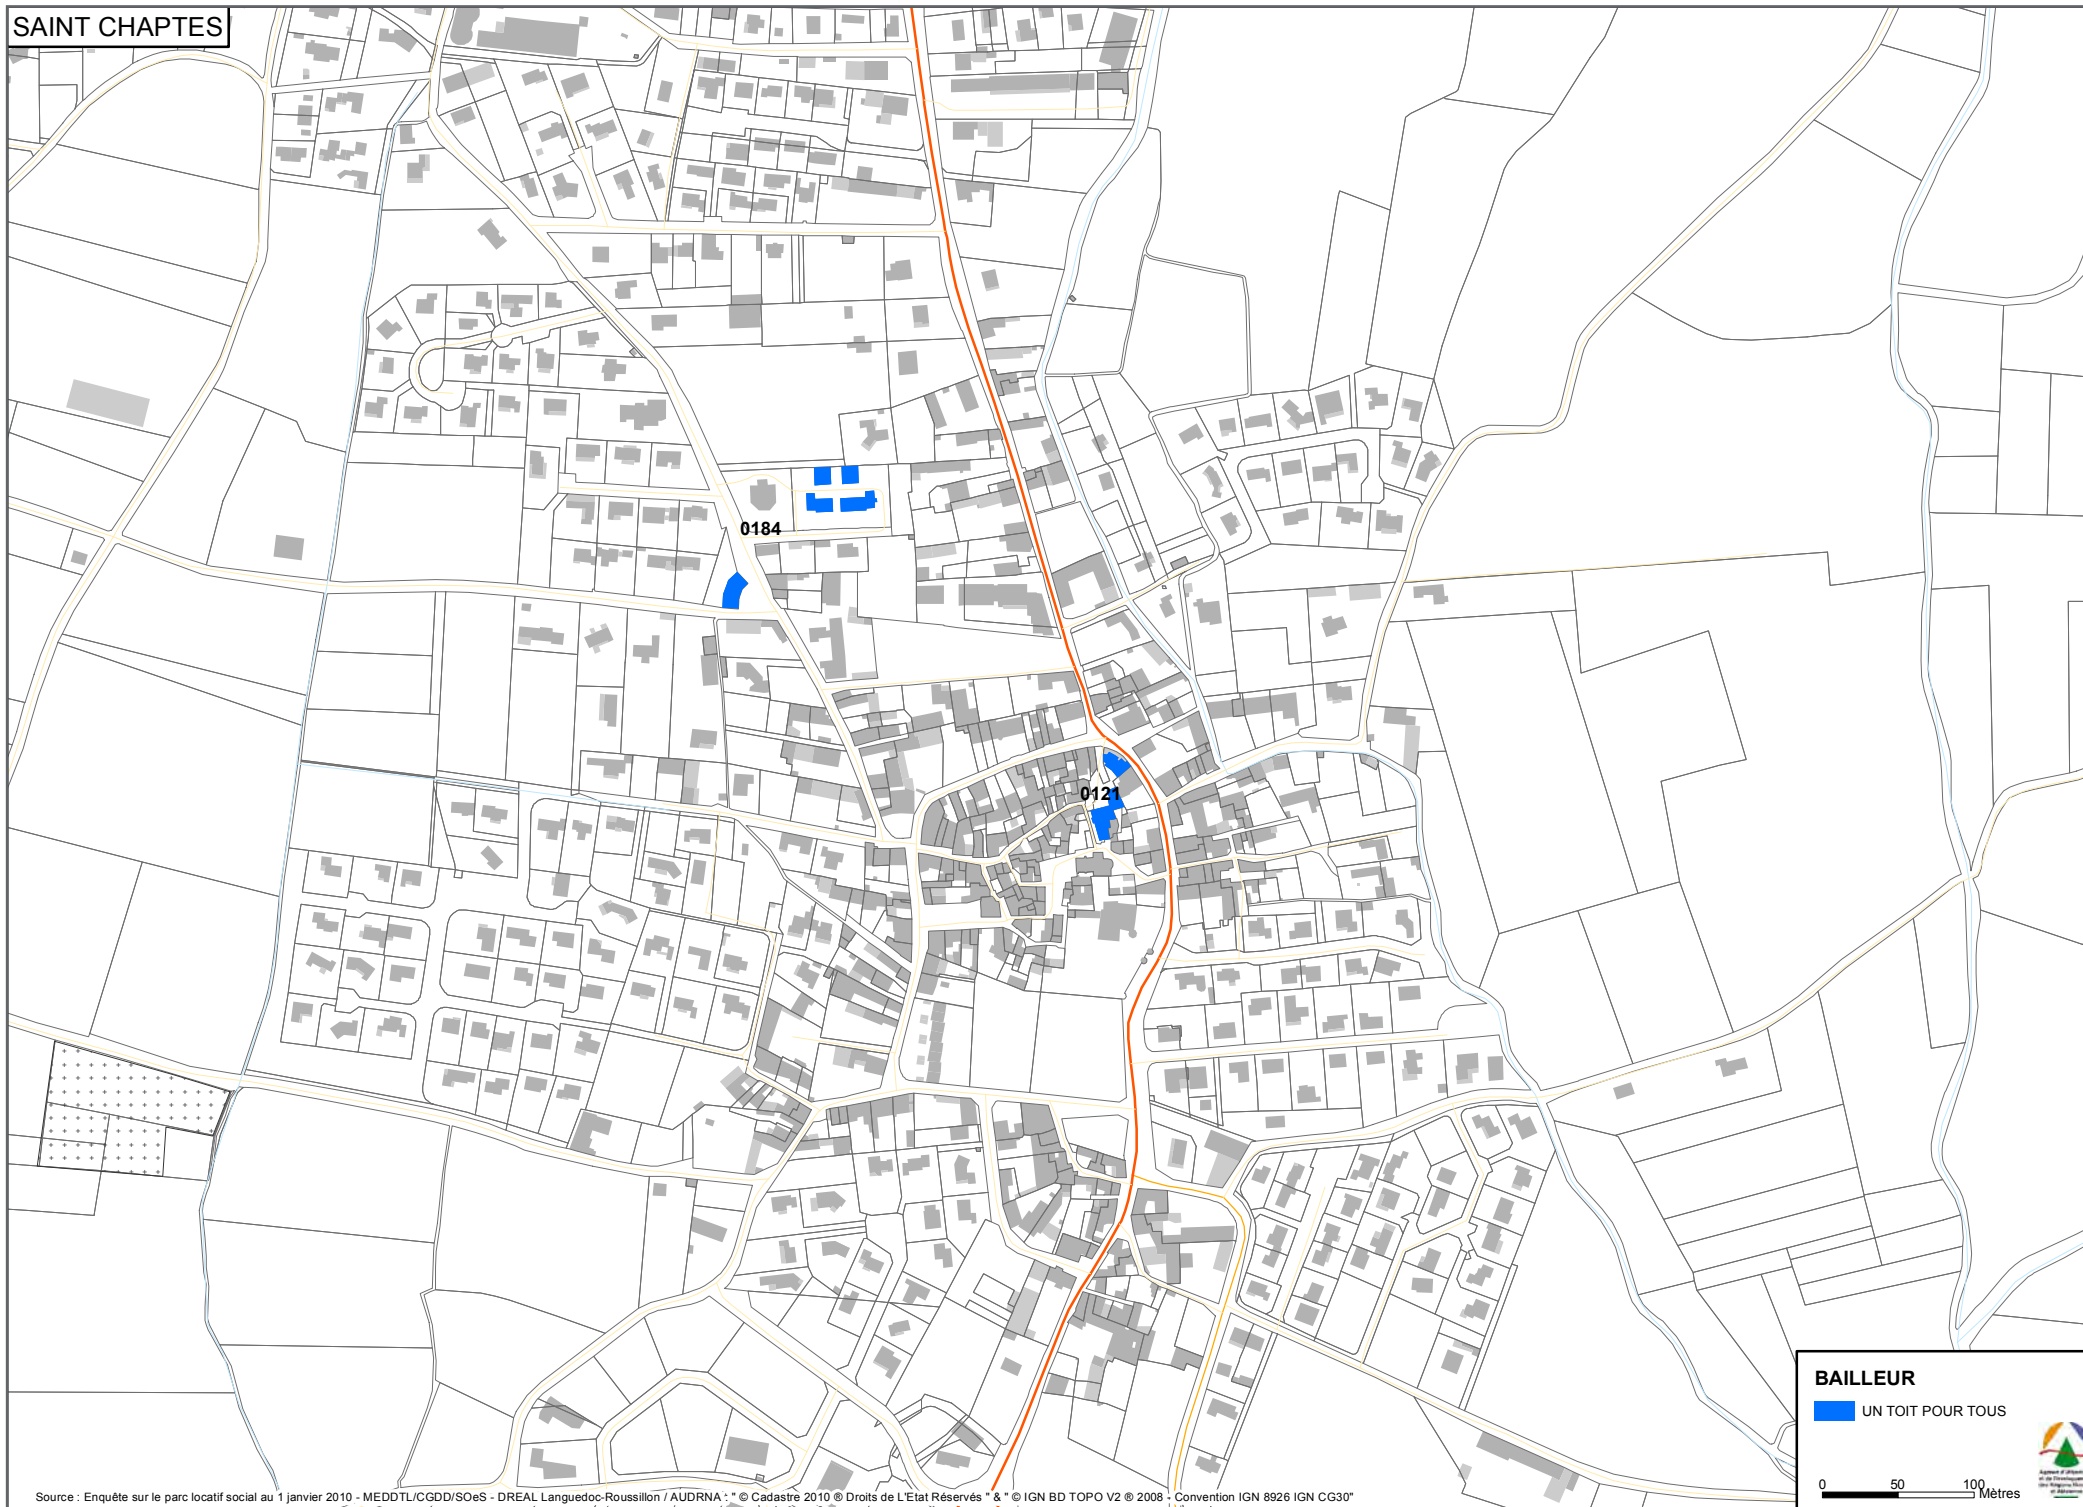 SAINT CHAPTES
0184
0121
BAILLEUR
UN TOIT POUR TOUS
0 50 100
Mètres
Source : Enquête sur le parc locatif social au 1 janvier 2010 - MEDDTL/CGDD/SOeS - DREAL Languedoc-Roussillon / AUDRNA : " © Cadastre 2010 ® Droits de L'Etat Réservés " & " © IGN BD TOPO V2 ® 2008 - Convention IGN 8926 IGN CG30"